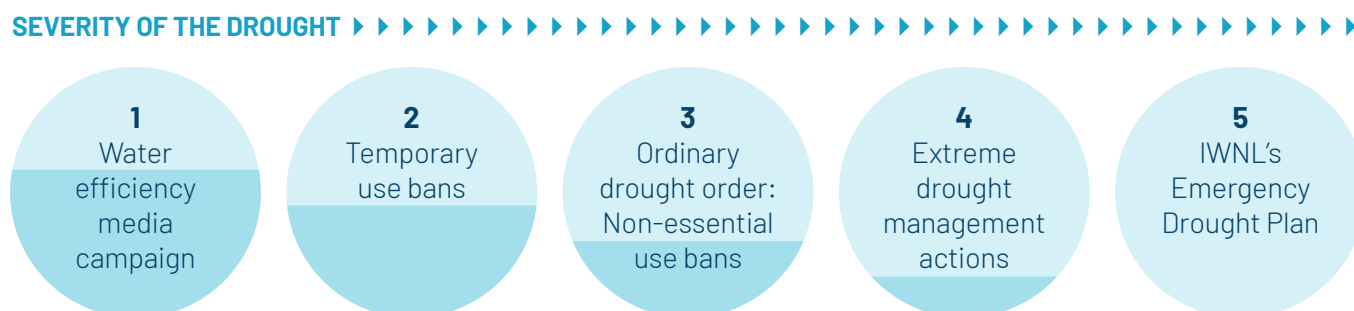 SEVERITY OF THE DROUGHT
1
Water
efficiency
media
campaign
2
Temporary
use bans
3
Ordinary
drought order:
Non-essential
use bans
4
Extreme
drought
management
actions
5
IWNL's
Emergency
Drought Plan